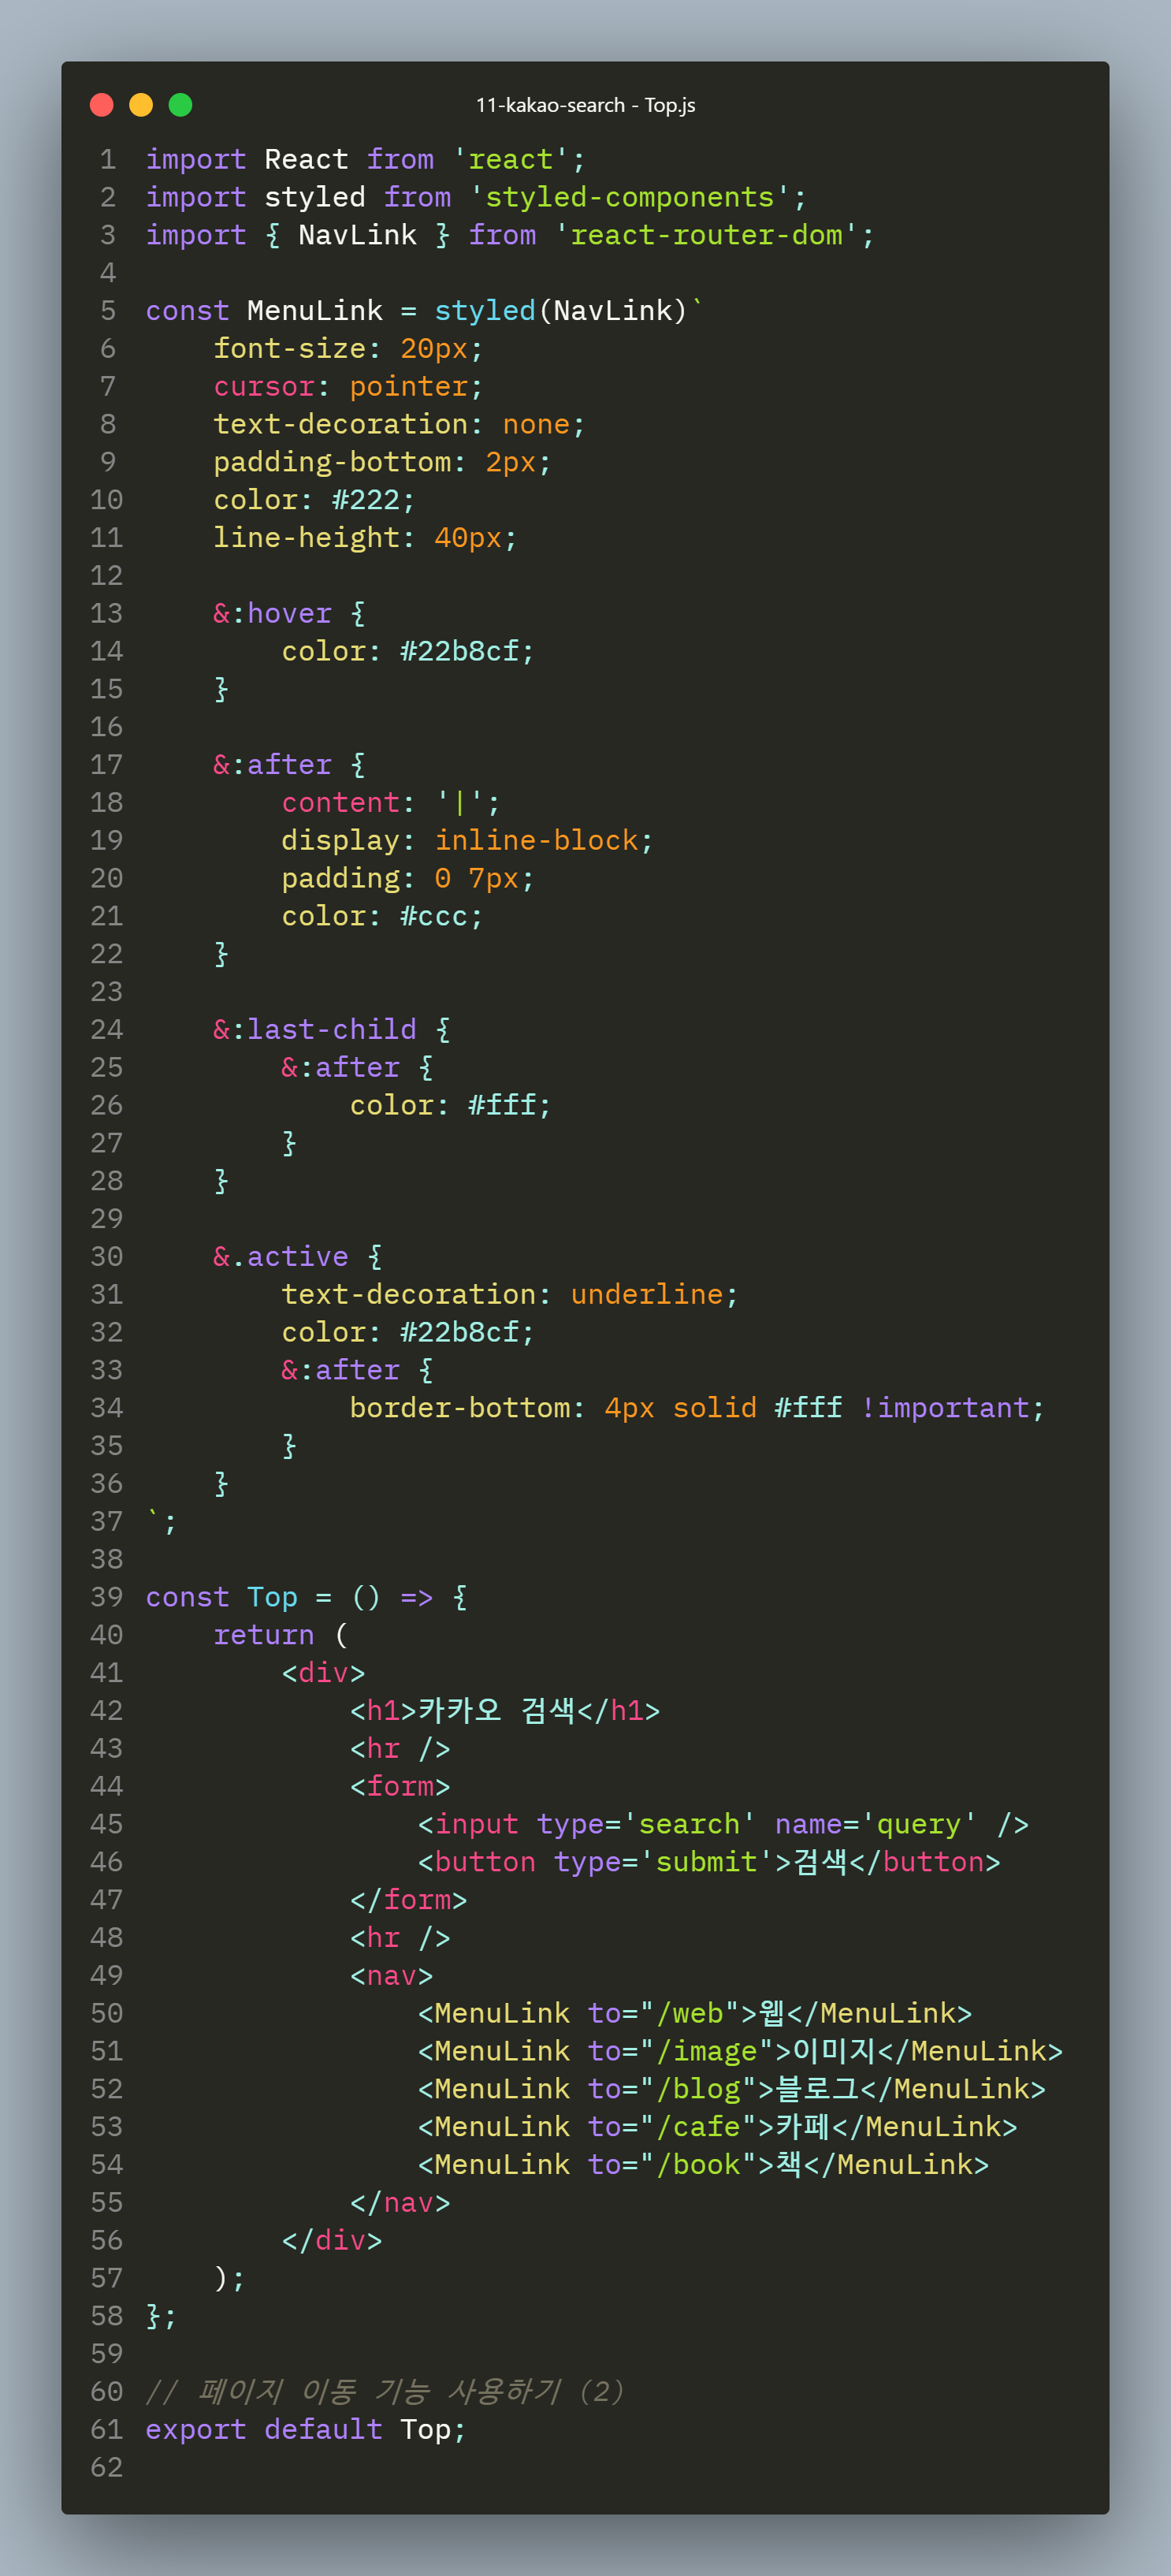 11-kakao-search - Top.js
1 import React from 'react';
2 import styled from 'styled-components';
3 import { NavLink } from 'react-router-dom';
4
5 const MenuLink = styled(NavLink)`
6     font-size: 20px;
7     cursor: pointer;
8     text-decoration: none;
9     padding-bottom: 2px;
10     color: #222;
11     line-height: 40px;
12
13     &:hover {
14         color: #22b8cf;
15     }
16
17     &:after {
18         content: '|';
19         display: inline-block;
20         padding: 0 7px;
21         color: #ccc;
22     }
23
24     &:last-child {
25         &:after {
26             color: #fff;
27         }
28     }
29
30     &.active {
31         text-decoration: underline;
32         color: #22b8cf;
33         &:after {
34             border-bottom: 4px solid #fff !important;
35         }
36     }
37 `;
38
39 const Top = () => {
40     return (
41         <div>
42             <h1>카카오 검색</h1>
43             <hr />
44             <form>
45                 <input type='search' name='query' />
46                 <button type='submit'>검색</button>
47             </form>
48             <hr />
49             <nav>
50                 <MenuLink to="/web">웹</MenuLink>
51                 <MenuLink to="/image">이미지</MenuLink>
52                 <MenuLink to="/blog">블로그</MenuLink>
53                 <MenuLink to="/cafe">카페</MenuLink>
54                 <MenuLink to="/book">책</MenuLink>
55             </nav>
56         </div>
57     );
58 };
59
60 // 페이지 이동 기능 사용하기 (2)
61 export default Top;
62